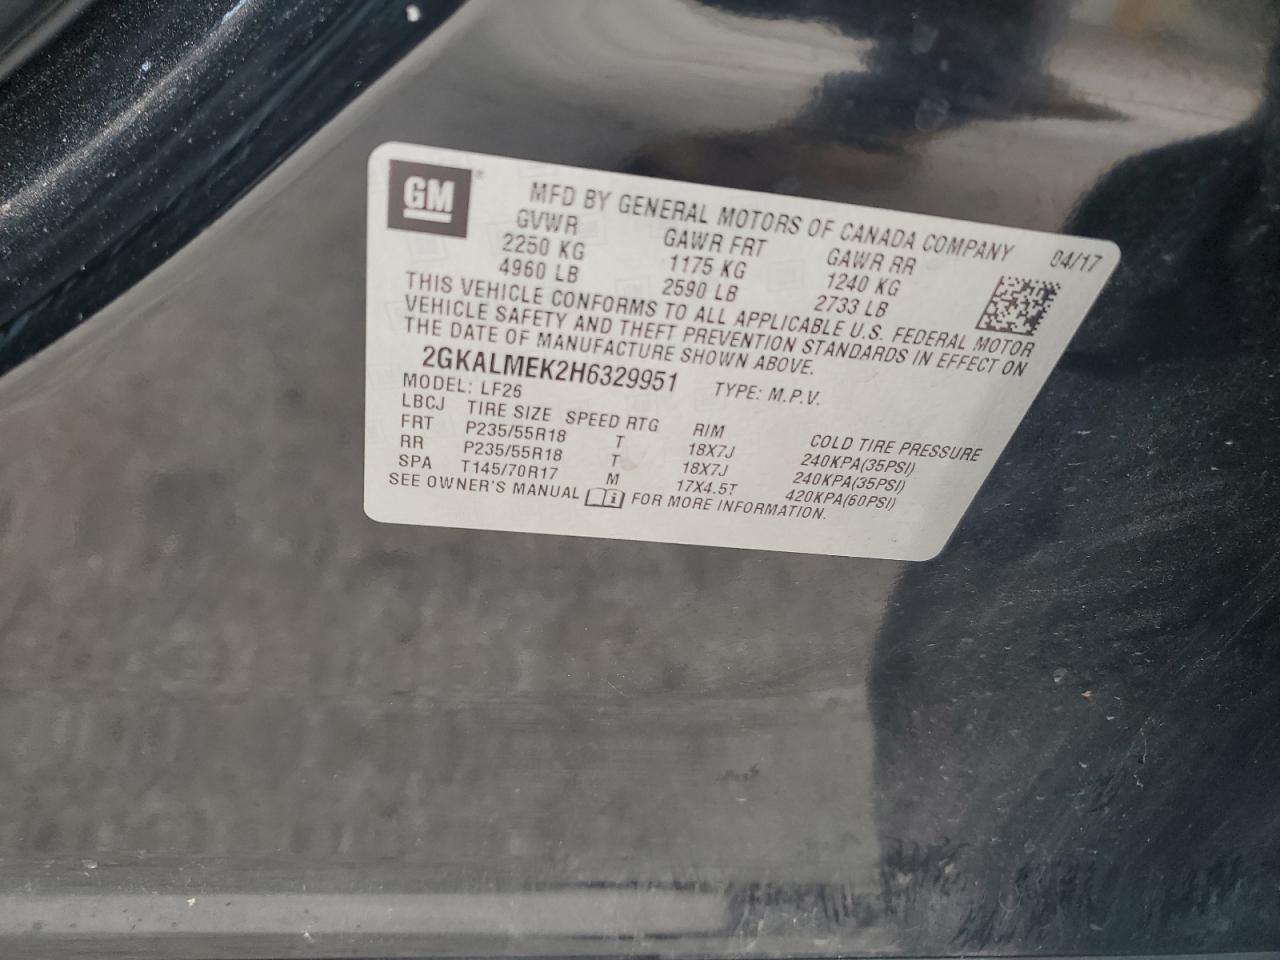 GM ® MFD BY GENERAL MOTORS OF CANADA COMPANY 04/17
GVWR GAWR FRT GAWR RR
2250 KG 1175 KG 1240 KG
4960 LB 2590 LB 2733 LB
THIS VEHICLE CONFORMS TO ALL APPLICABLE U.S. FEDERAL MOTOR
VEHICLE SAFETY AND THEFT PREVENTION STANDARDS IN EFFECT ON
THE DATE OF MANUFACTURE SHOWN ABOVE.
2GKALMEK2H6329951 TYPE: M.P.V.
MODEL: LF26
LBCJ TIRE SIZE SPEED RTG RIM COLD TIRE PRESSURE
FRT P235/55R18 T 18X7J 240KPA(35PSI)
RR P235/55R18 T 18X7J 240KPA(35PSI)
SPA T145/70R17 M 17X4.5T 420KPA(60PSI)
SEE OWNER'S MANUAL FOR MORE INFORMATION.